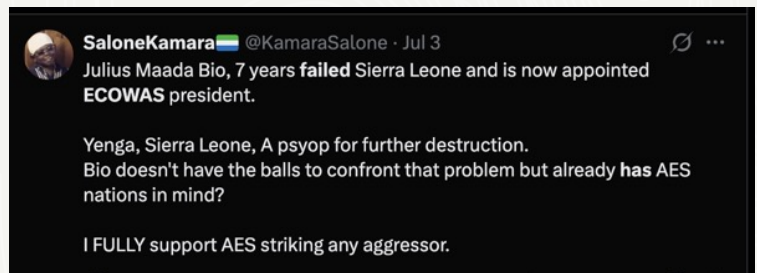 SaloneKamara🇸🇱 @KamaraSalone · Jul 3
Julius Maada Bio, 7 years failed Sierra Leone and is now appointed
ECOWAS president.
Yenga, Sierra Leone, A psyop for further destruction.
Bio doesn't have the balls to confront that problem but already has AES
nations in mind?
I FULLY support AES striking any aggressor.